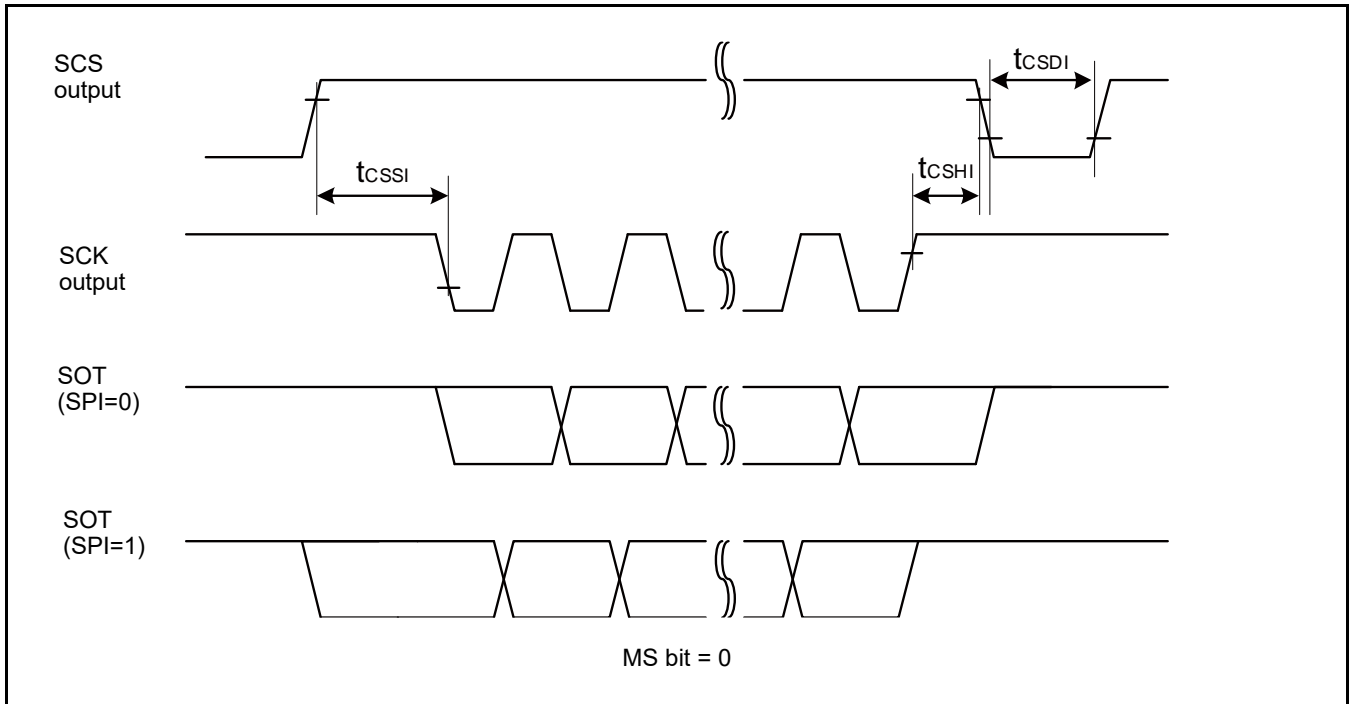 SCS
output
tCSDI
tCSSI
tCSHI
SCK
output
SOT
(SPI=0)
SOT
(SPI=1)
MS bit = 0